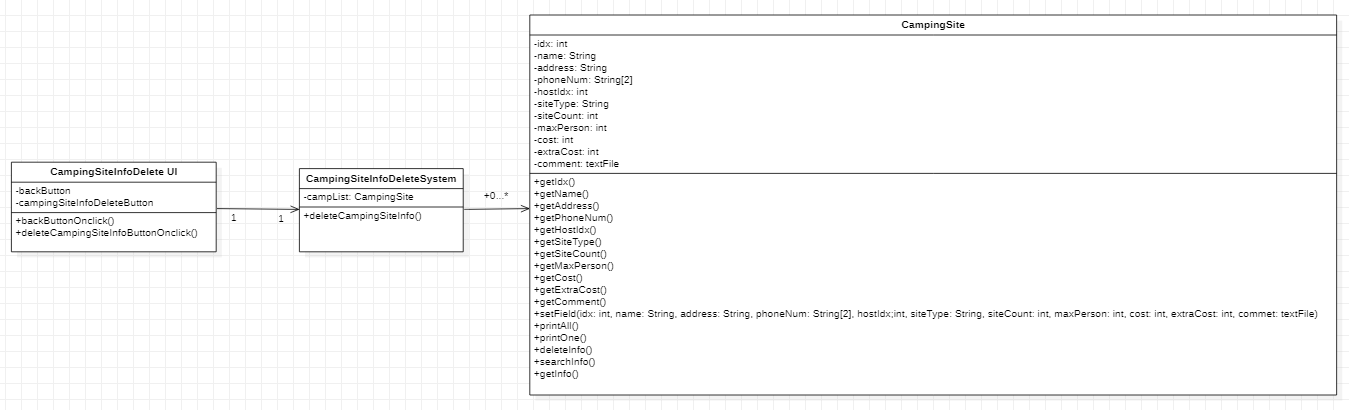 CampingSiteInfoDelete UI
-backButton
-campingSiteInfoDeleteButton
+backButtonOnclick()
+deleteCampingSiteInfoButtonOnclick()
1
1
CampingSiteInfoDeleteSystem
-campList: CampingSite
+deleteCampingSiteInfo()
+0...*
CampingSite
-idx: int
-name: String
-address: String
-phoneNum: String[2]
-hostIdx: int
-siteType: String
-siteCount: int
-maxPerson: int
-cost: int
-extraCost: int
-comment: textFile
+getIdx()
+getName()
+getAddress()
+getPhoneNum()
+getHostIdx()
+getSiteType()
+getSiteCount()
+getMaxPerson()
+getCost()
+getExtraCost()
+getComment()
+setField(idx: int, name: String, address: String, phoneNum: String[2], hostIdx;int, siteType: String, siteCount: int, maxPerson: int, cost: int, extraCost: int, commet: textFile)
+printAll()
+printOne()
+deleteInfo()
+searchInfo()
+getInfo()